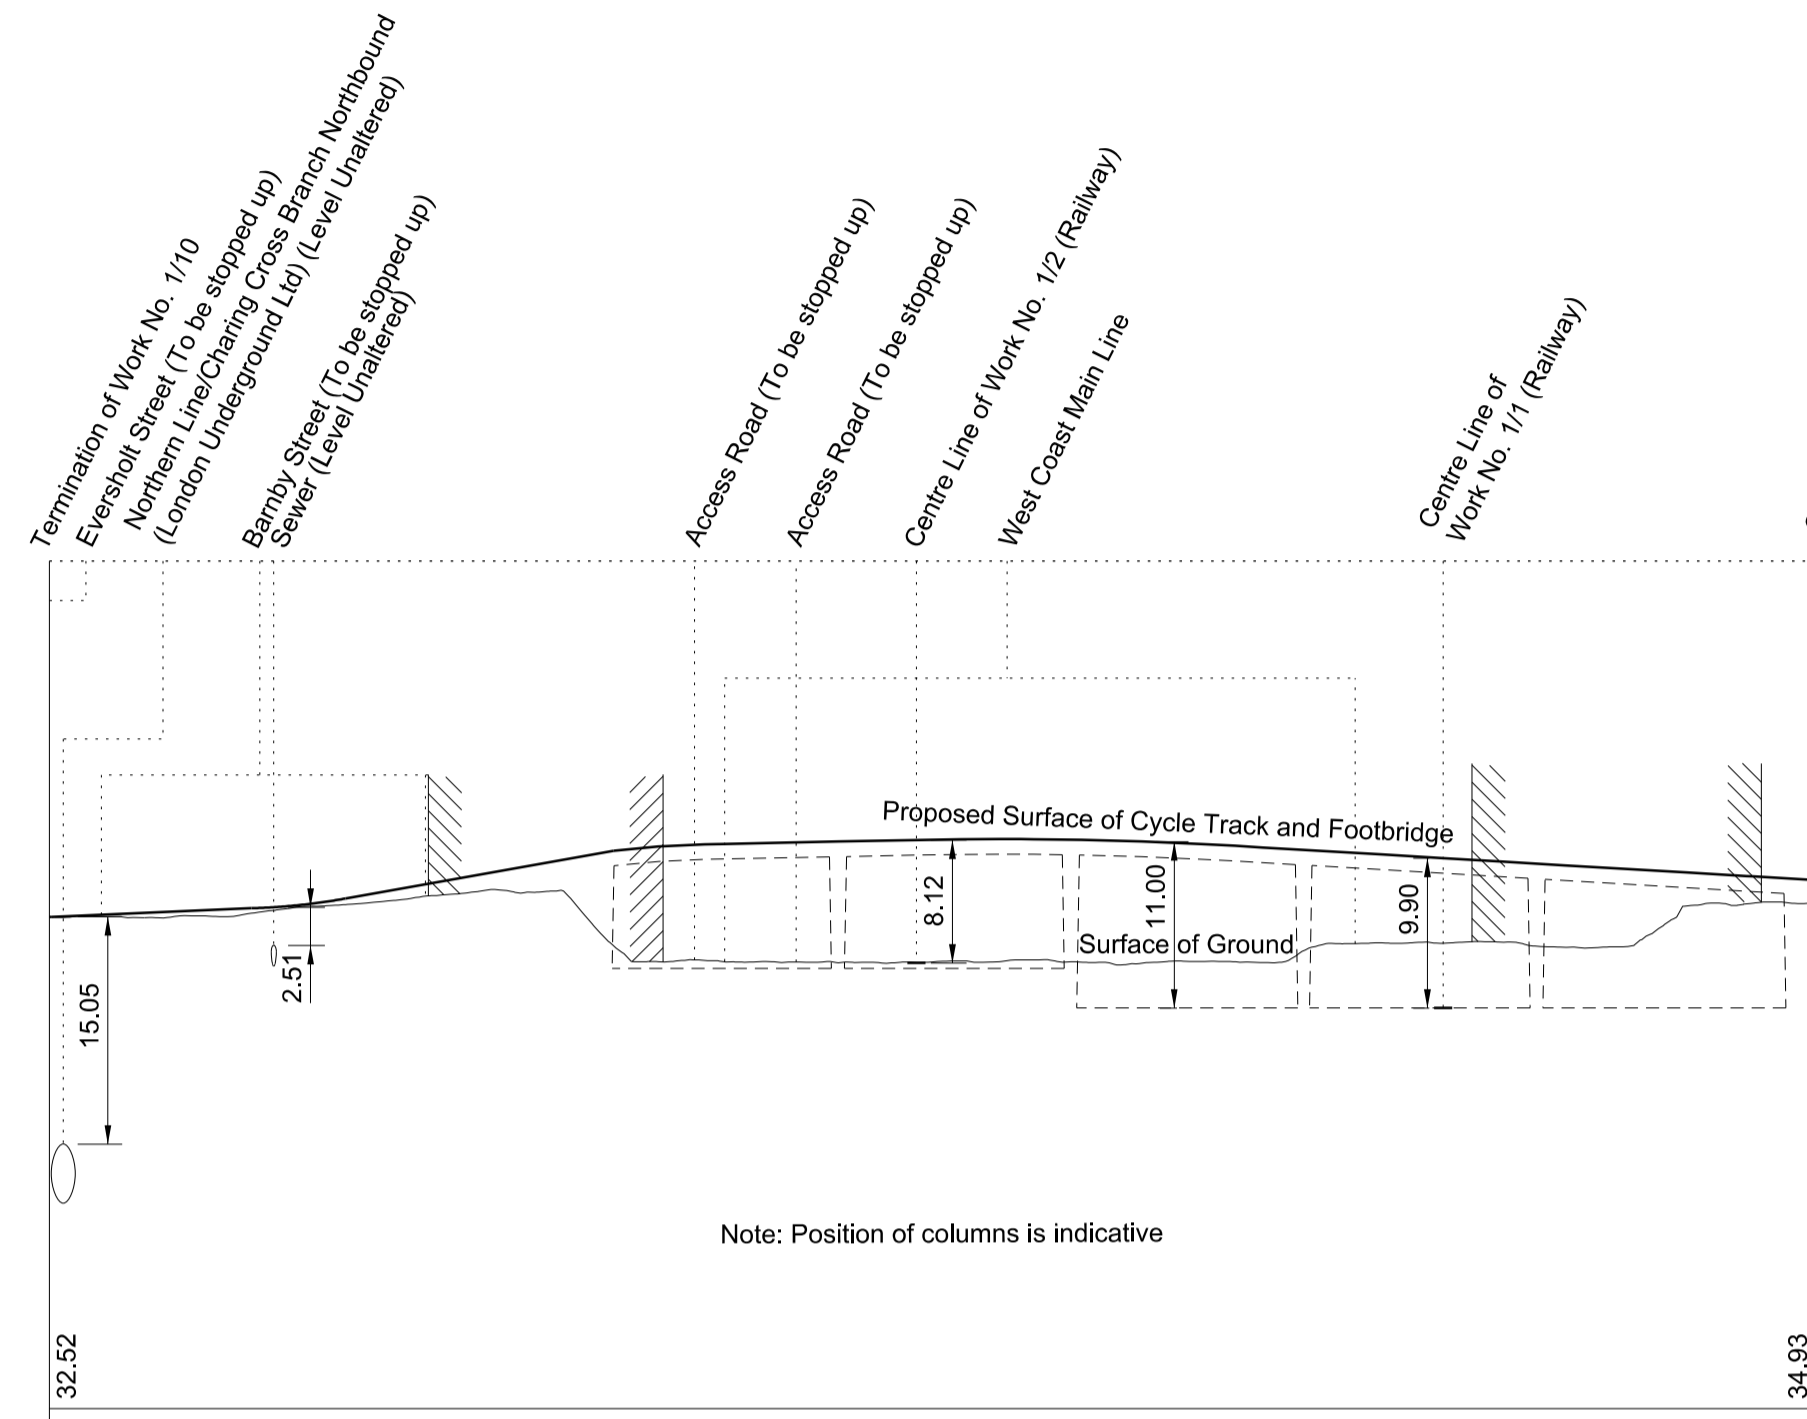 Termination of Work No. 1/10
Eversholt Street (To be stopped up)
Northern Line/Charing Cross Branch Northbound
(London Underground Ltd) (Level Unaltered)
Barnby Street (To be stopped up)
Sewer (Level Unaltered)
Access Road (To be stopped up)
Access Road (To be stopped up)
Centre Line of Work No. 1/2 (Railway)
West Coast Main Line
Centre Line of
Work No. 1/1 (Railway)
Proposed Surface of Cycle Track and Footbridge
8.12
11.00
9.90
Surface of Ground
2.51
15.05
Note: Position of columns is indicative
32.52
34.93